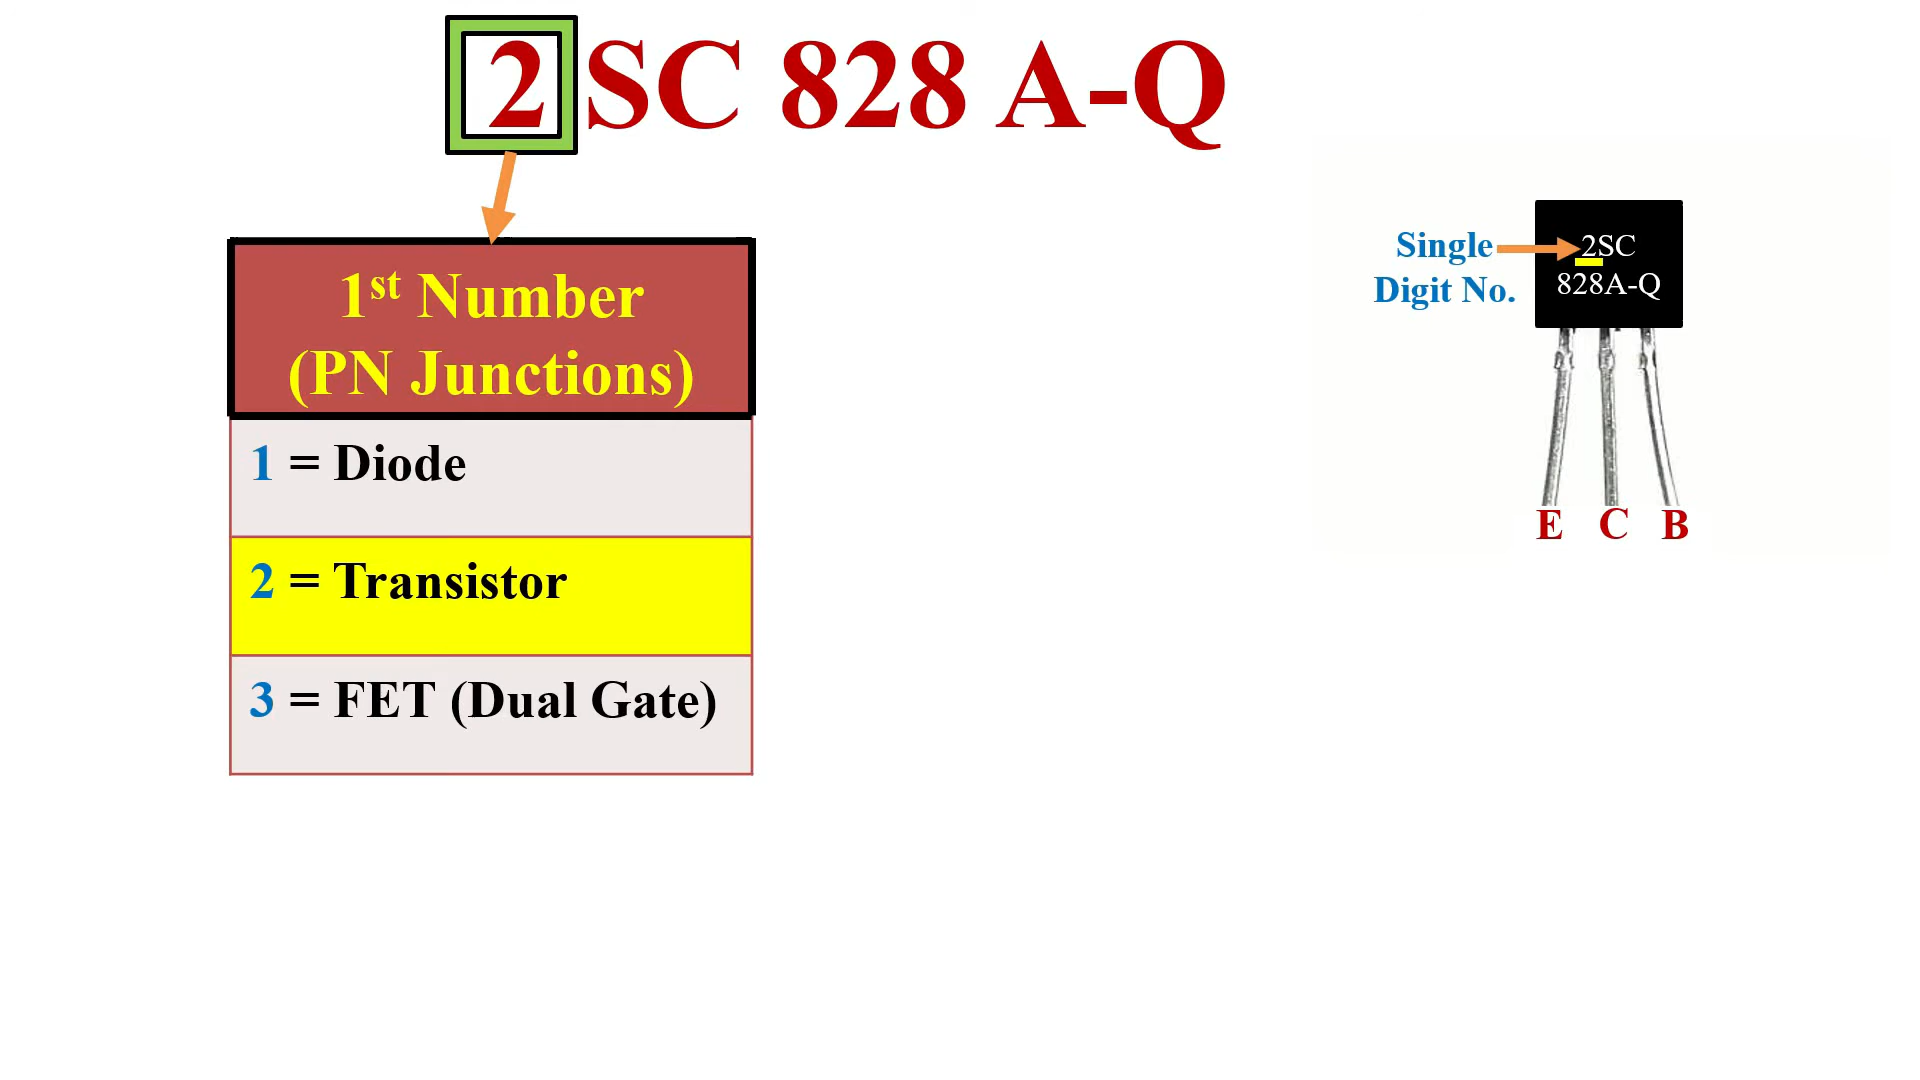 2SC 828 A-Q
1st Number
(PN Junctions)
1 = Diode
2 = Transistor
3 = FET (Dual Gate)
Single
Digit No.
2SC
828A-Q
E C B